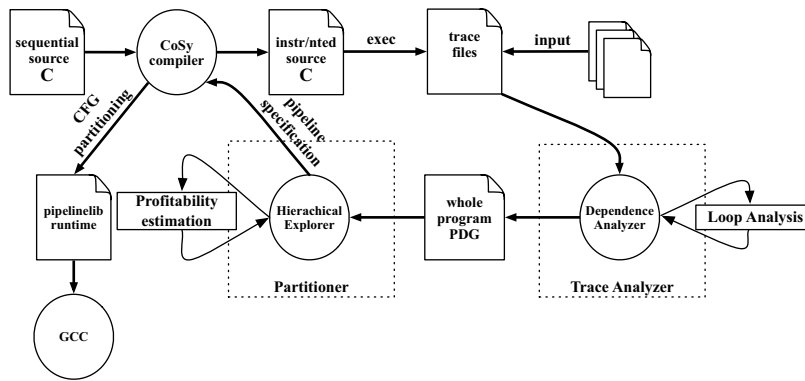 sequential
source
C
CoSy
compiler
instr/nted
source
C
exec
trace
files
input
CFG
partitioning
pipeline
specification
pipelinelib
runtime
Profitability
estimation
Hierachical
Explorer
whole
program
PDG
Dependence
Analyzer
Loop Analysis
Partitioner
Trace Analyzer
GCC